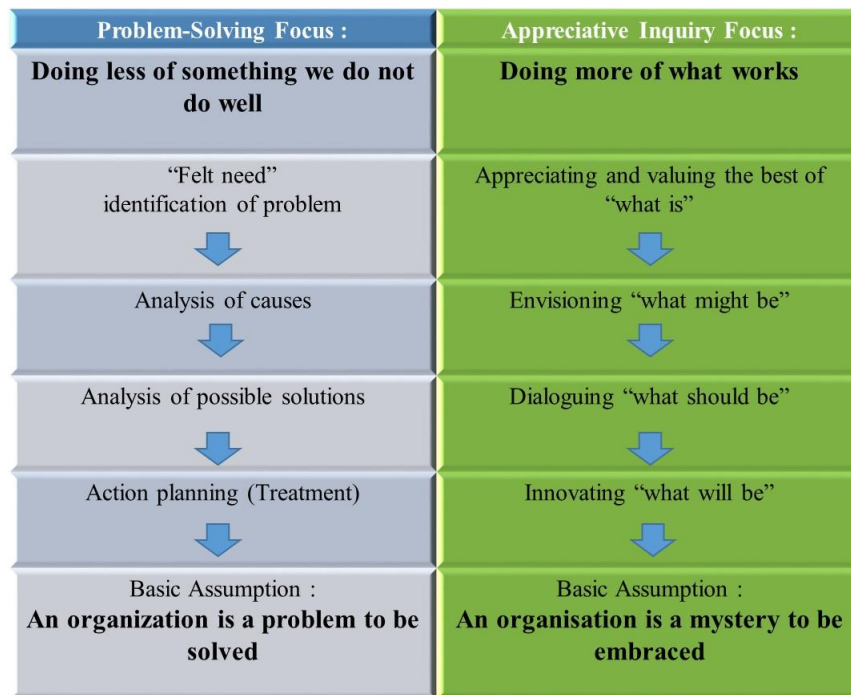 Problem-Solving Focus :
Doing less of something we do not
do well
“Felt need”
identification of problem
Analysis of causes
Analysis of possible solutions
Action planning (Treatment)
Basic Assumption :
An organization is a problem to be
solved
Appreciative Inquiry Focus :
Doing more of what works
Appreciating and valuing the best of
“what is”
Envisioning “what might be”
Dialoguing “what should be”
Innovating “what will be”
Basic Assumption :
An organisation is a mystery to be
embraced